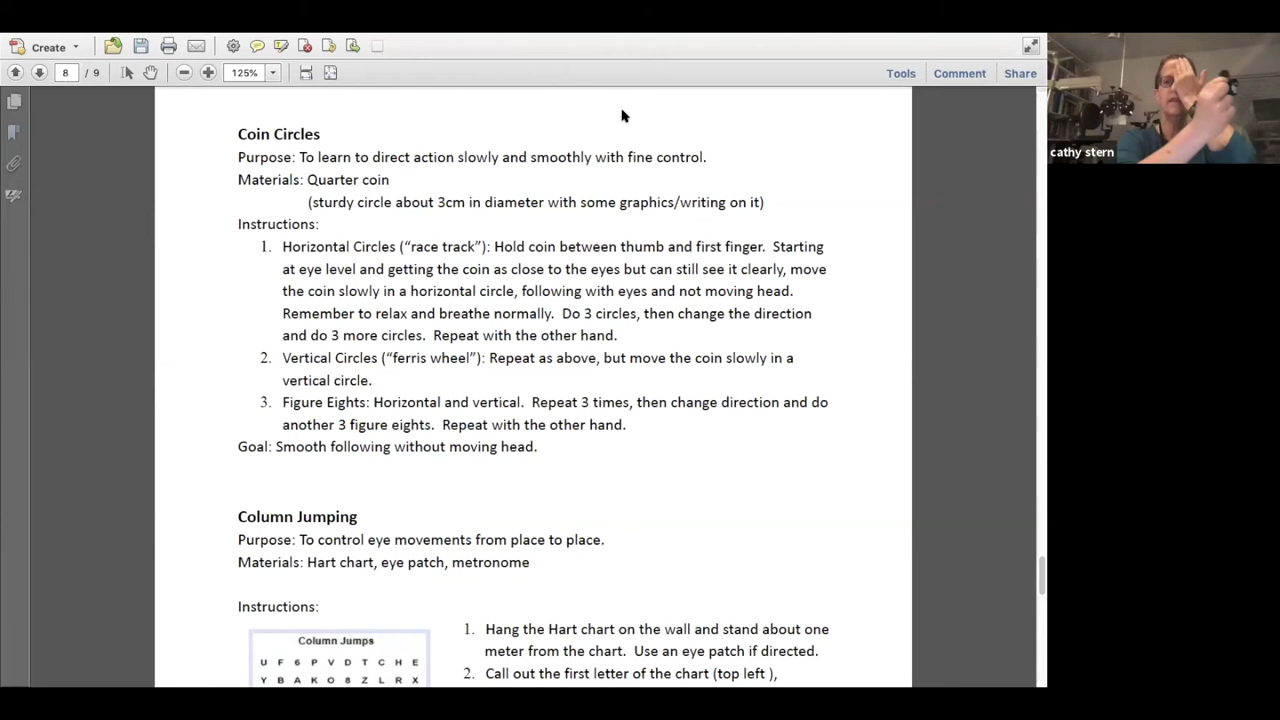 Create
8 / 9
125%
Tools
Comment
Share
cathy stern
Coin Circles
Purpose: To learn to direct action slowly and smoothly with fine control.
Materials: Quarter coin
(sturdy circle about 3cm in diameter with some graphics/writing on it)
Instructions:
1. Horizontal Circles (“race track”): Hold coin between thumb and first finger. Starting
at eye level and getting the coin as close to the eyes but can still see it clearly, move
the coin slowly in a horizontal circle, following with eyes and not moving head.
Remember to relax and breathe normally. Do 3 circles, then change the direction
and do 3 more circles. Repeat with the other hand.
2. Vertical Circles (“ferris wheel”): Repeat as above, but move the coin slowly in a
vertical circle.
3. Figure Eights: Horizontal and vertical. Repeat 3 times, then change direction and do
another 3 figure eights. Repeat with the other hand.
Goal: Smooth following without moving head.
Column Jumping
Purpose: To control eye movements from place to place.
Materials: Hart chart, eye patch, metronome
Instructions:
Column Jumps
U F 6 P V D T C H E
Y B A K O 8 Z L R X
1. Hang the Hart chart on the wall and stand about one
meter from the chart. Use an eye patch if directed.
2. Call out the first letter of the chart (top left ),